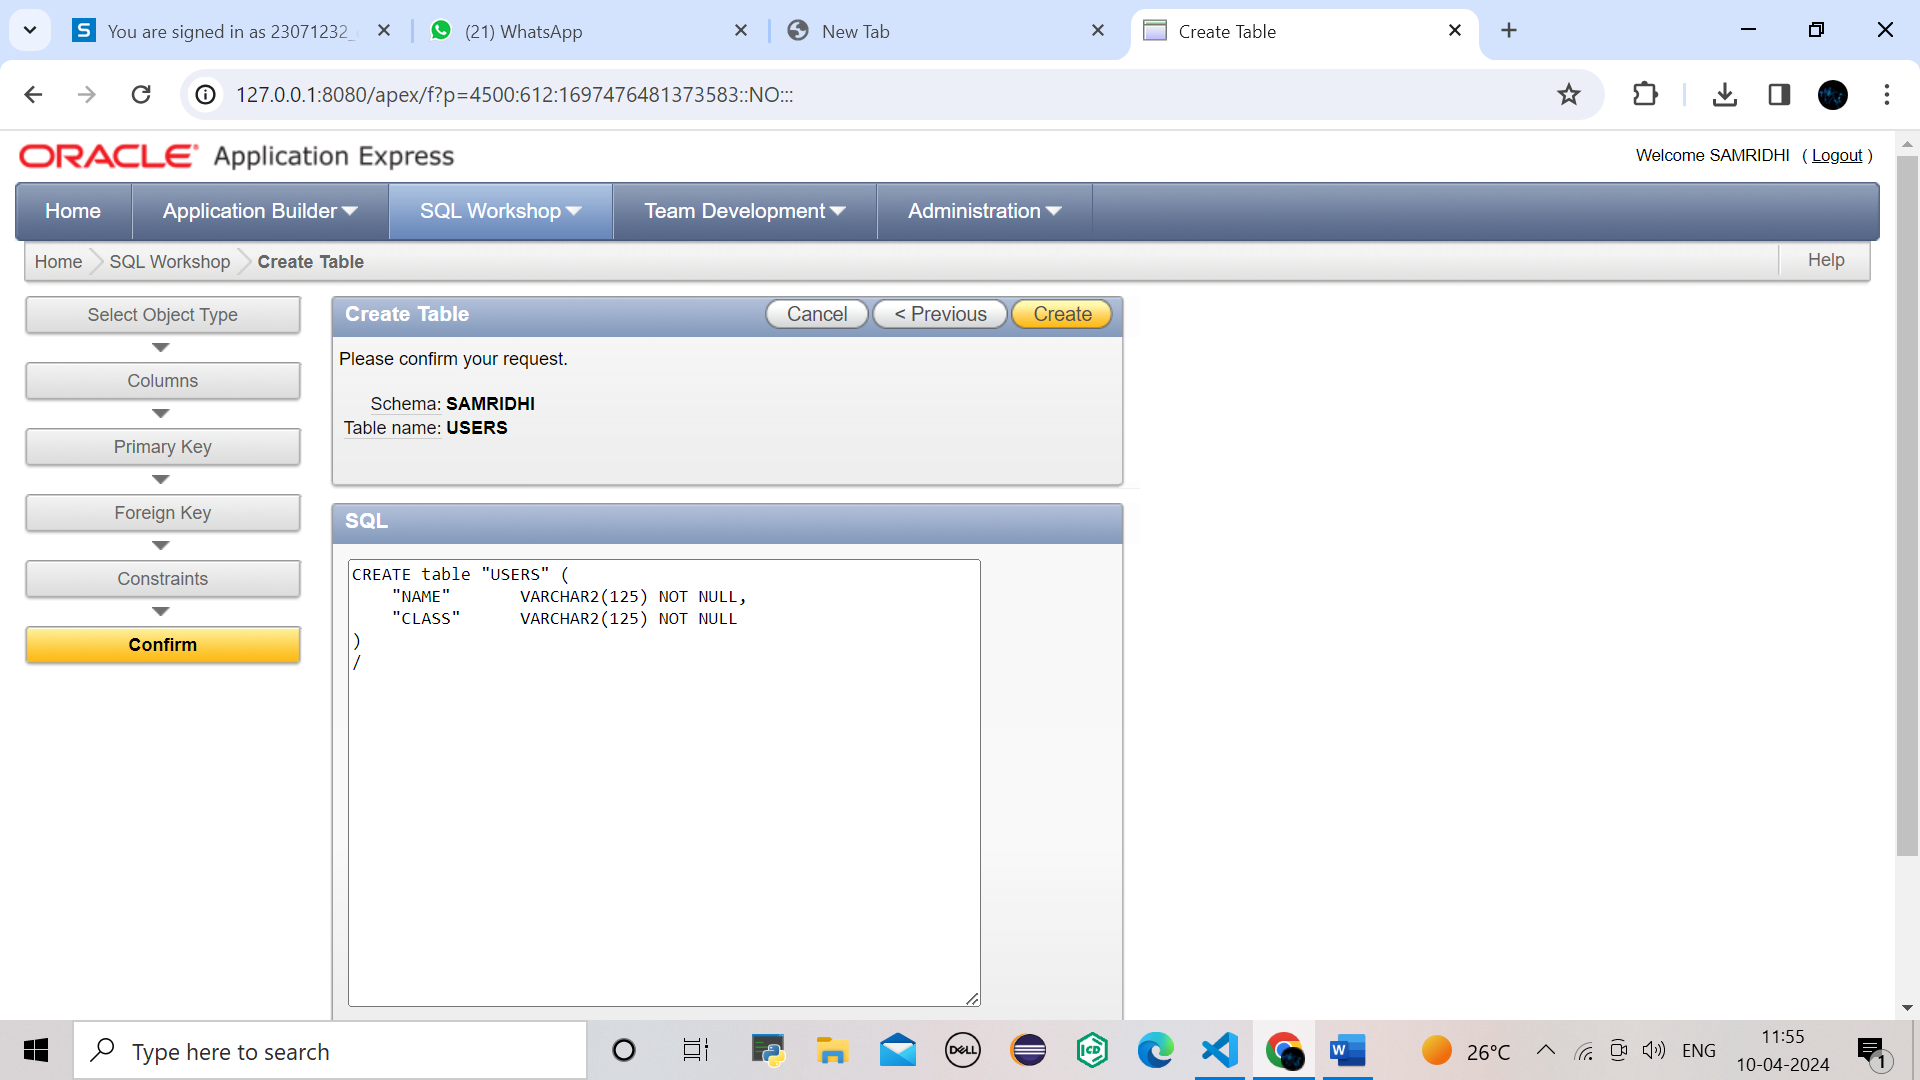 You are signed in as 23071232_
(21) WhatsApp
New Tab
Create Table
127.0.0.1:8080/apex/f?p=4500:612:1697476481373583::NO:::
ORACLE Application Express
Welcome SAMRIDHI ( Logout )
Home
Application Builder
SQL Workshop
Team Development
Administration
Home
SQL Workshop
Create Table
Help
Select Object Type
Columns
Primary Key
Foreign Key
Constraints
Confirm
Create Table
Cancel
< Previous
Create
Please confirm your request.
Schema: SAMRIDHI
Table name: USERS
SQL
CREATE table "USERS" (
"NAME" VARCHAR2(125) NOT NULL,
"CLASS" VARCHAR2(125) NOT NULL
)
/
Type here to search
DELL
ICD
W
26°C
ENG
11:55
10-04-2024
1